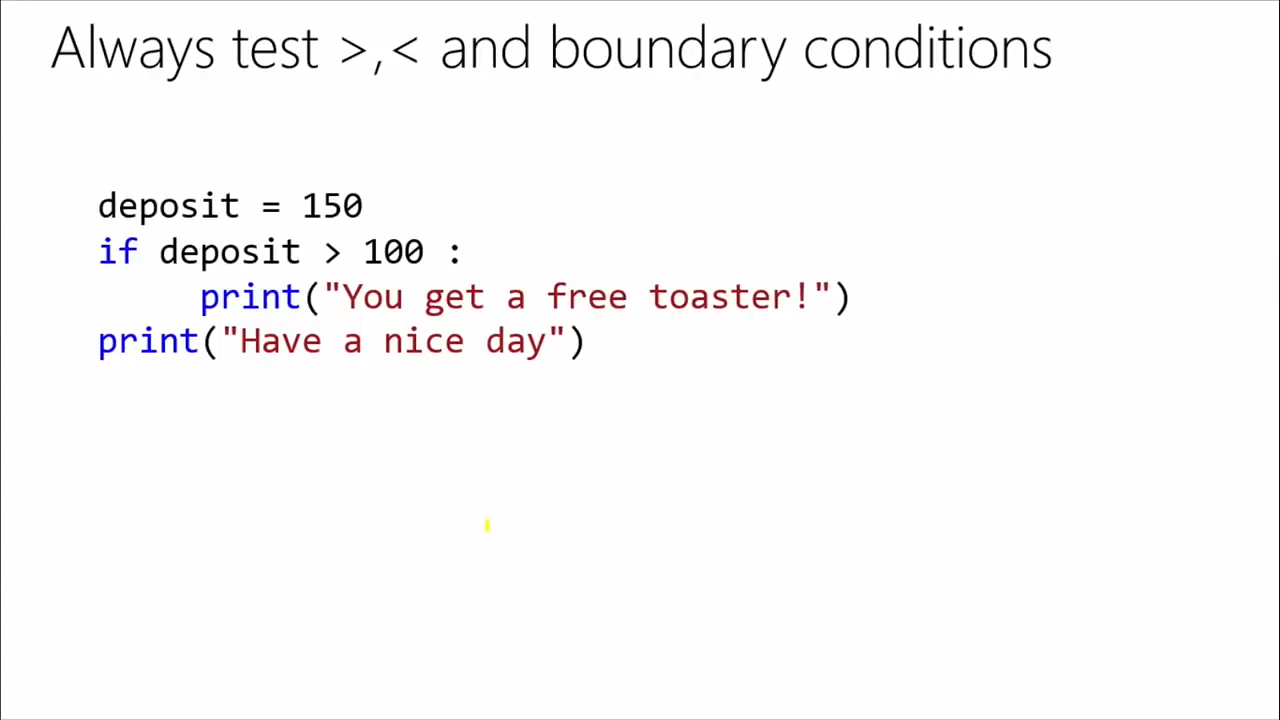 Always test >,< and boundary conditions
deposit = 150
if deposit > 100 :
print("You get a free toaster!")
print("Have a nice day")